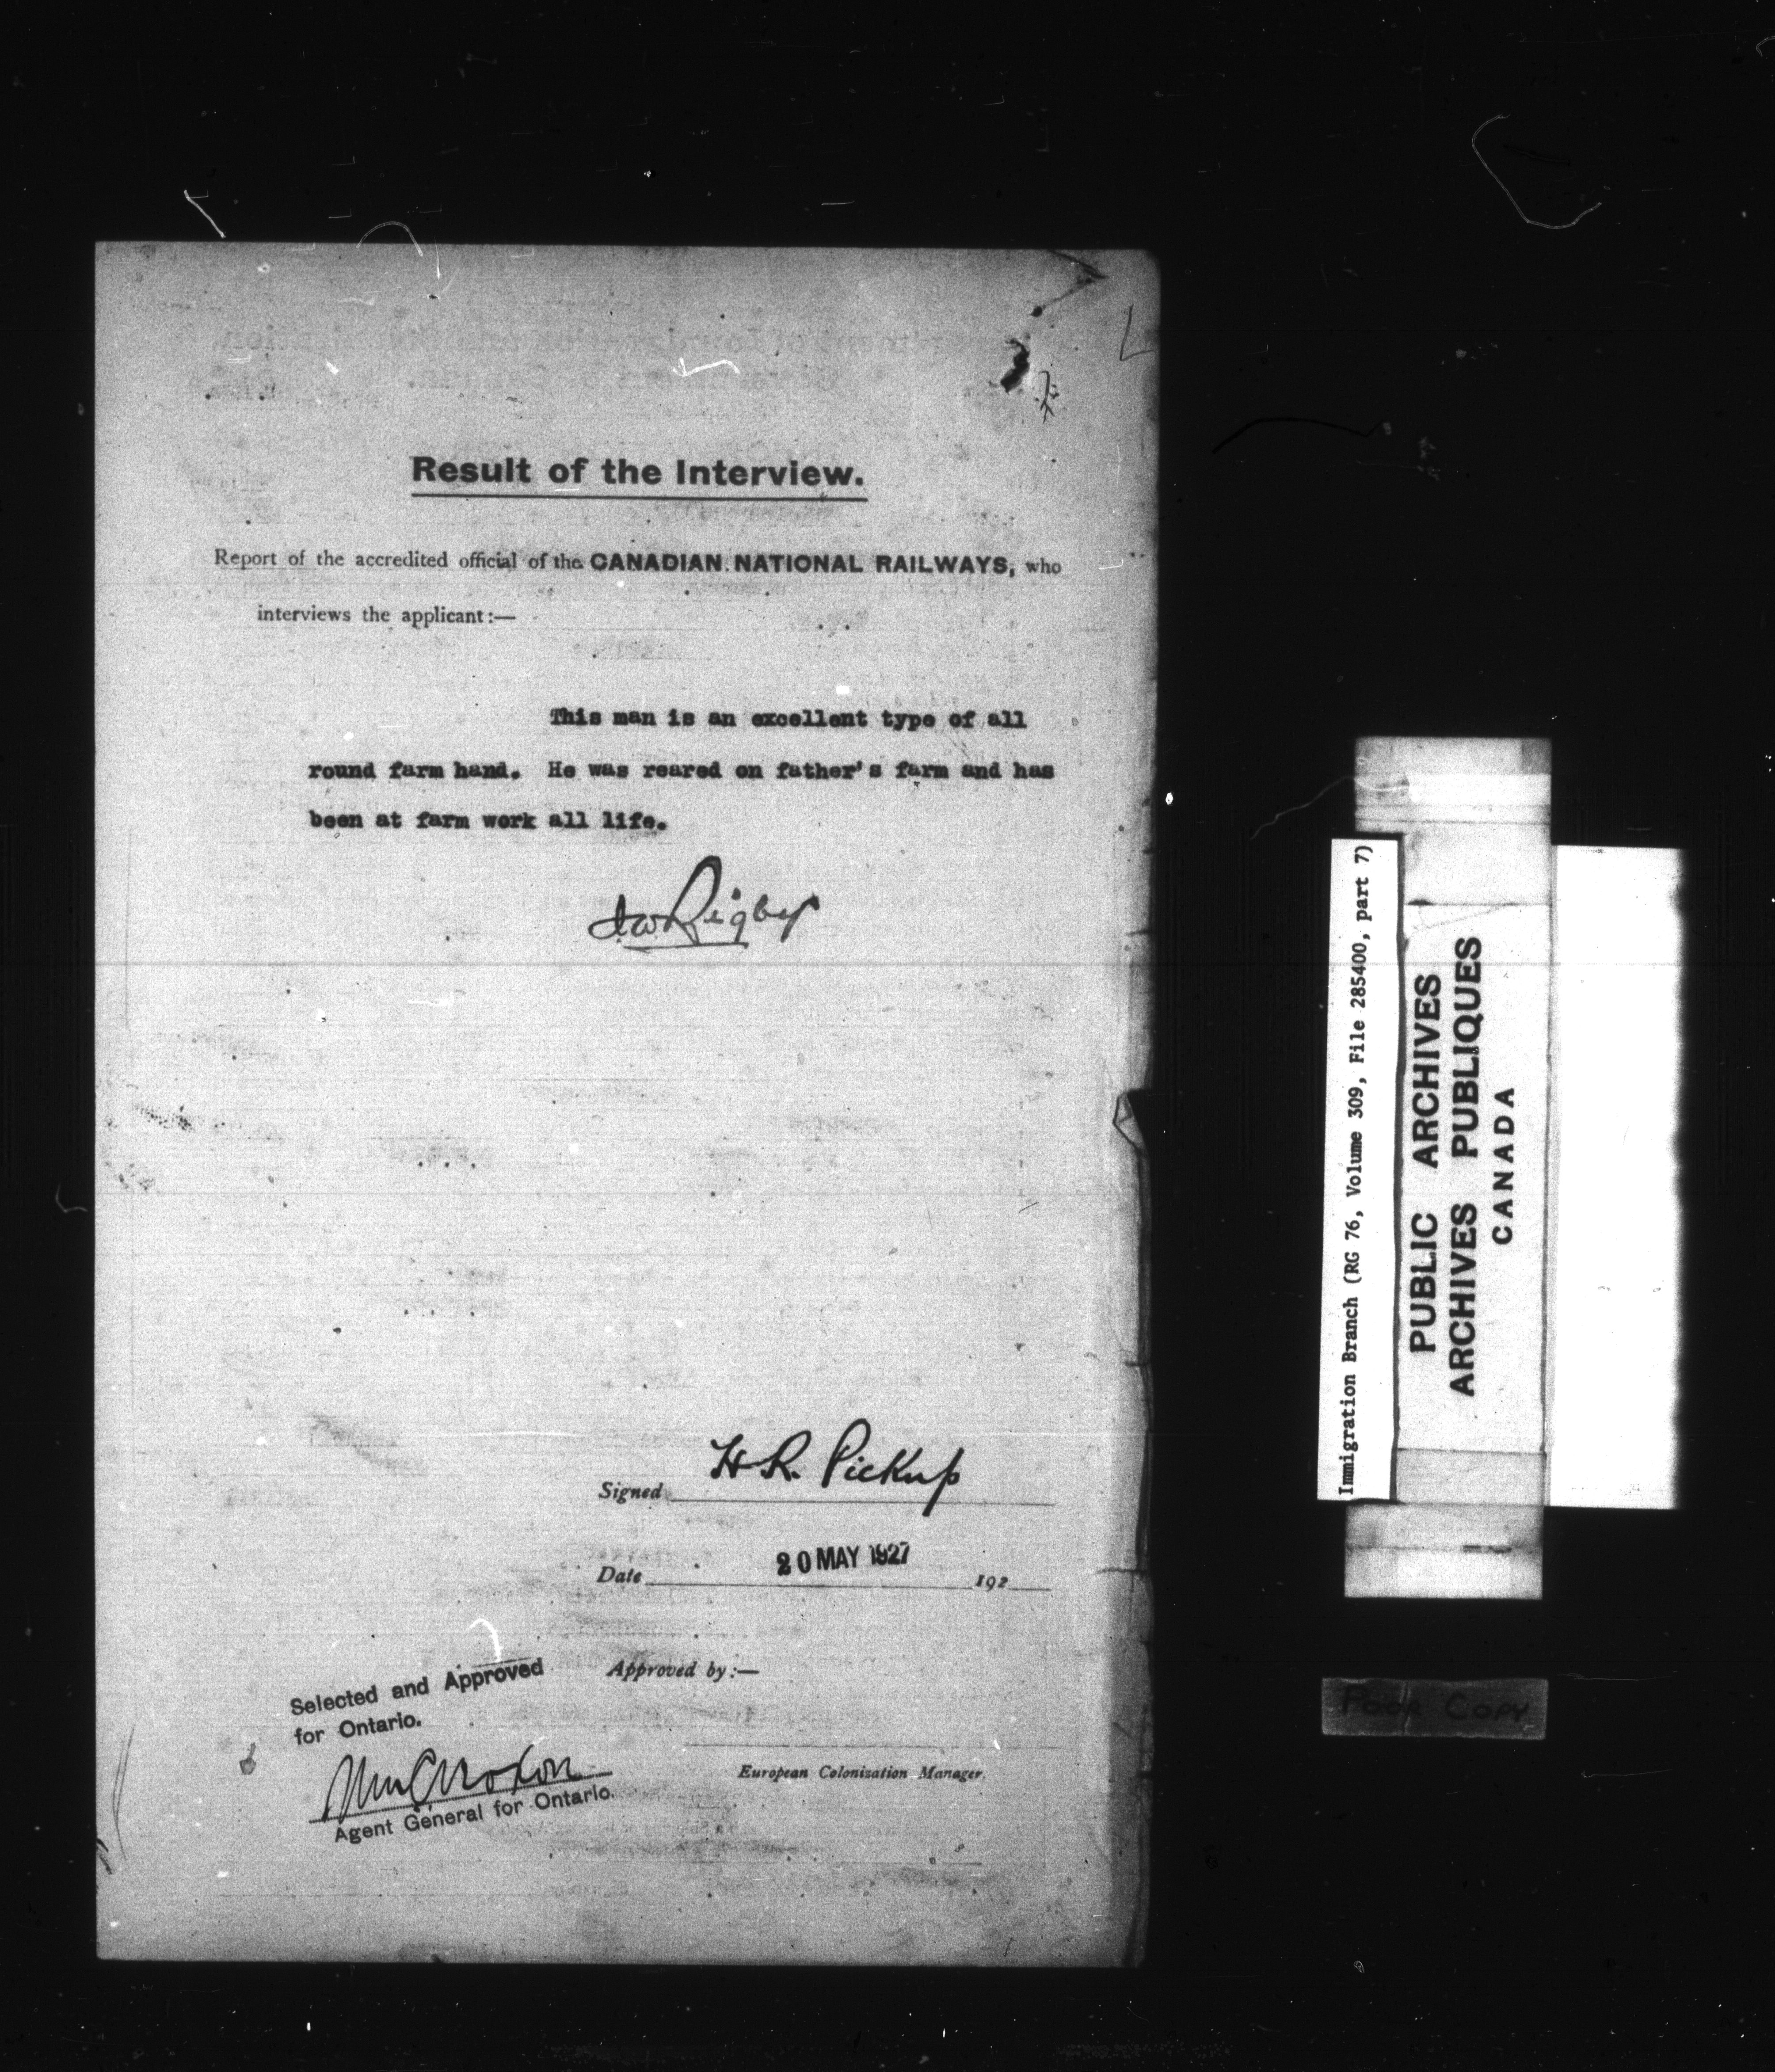 Result of the Interview.
Report of the accredited official of the CANADIAN NATIONAL RAILWAYS, who
interviews the applicant:—
This man is an excellent type of all
round farm hand. He was reared on father's farm and has
been at farm work all life.
Rigby
Signed H R. Pickup
Date 20 MAY 1927 192
Selected and Approved
for Ontario.
Agent General for Ontario.
Approved by:—
European Colonization Manager.
Immigration Branch (RG 76, Volume 309, File 285400, part 7)
PUBLIC ARCHIVES
ARCHIVES PUBLIQUES
CANADA
POOR COPY